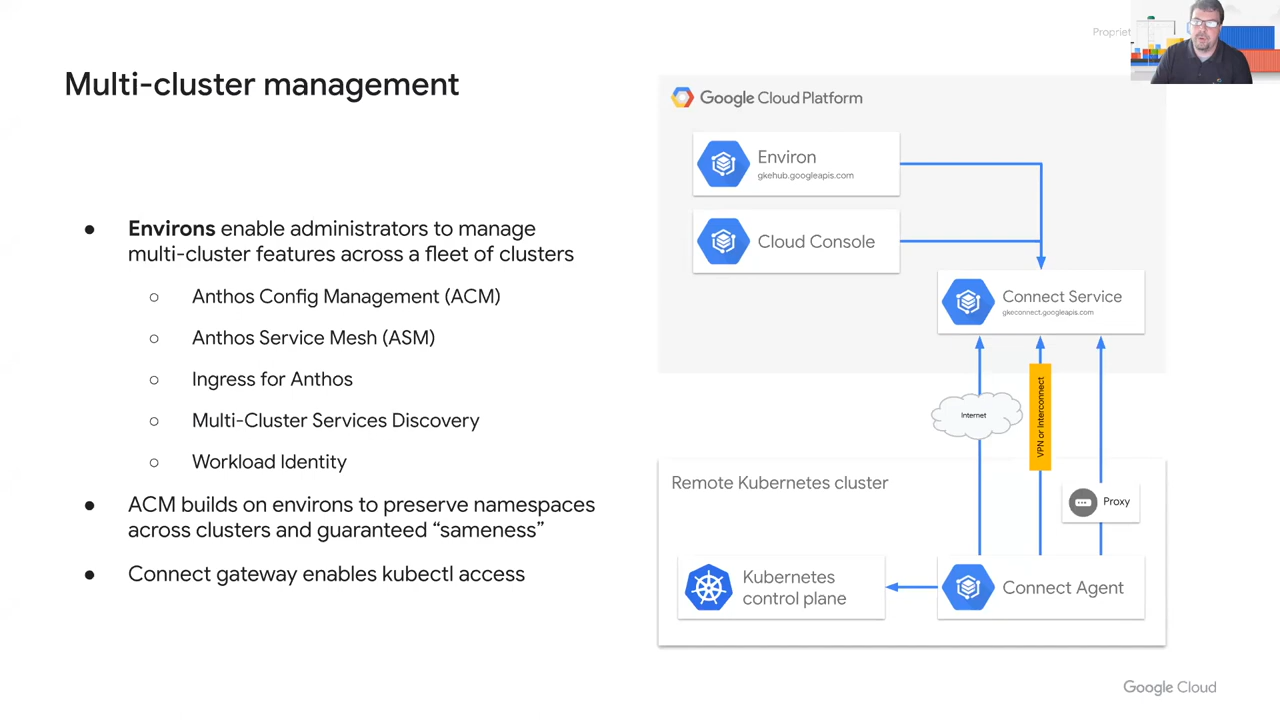 Propriet
Multi-cluster management
● Environs enable administrators to manage
multi-cluster features across a fleet of clusters
○ Anthos Config Management (ACM)
○ Anthos Service Mesh (ASM)
○ Ingress for Anthos
○ Multi-Cluster Services Discovery
○ Workload Identity
● ACM builds on environs to preserve namespaces
across clusters and guaranteed “sameness”
● Connect gateway enables kubectl access
Google Cloud Platform
Environ
gkehub.googleapis.com
Cloud Console
Connect Service
gkeconnect.googleapis.com
Internet
VPN or Interconnect
Proxy
Remote Kubernetes cluster
Kubernetes
control plane
Connect Agent
Google Cloud